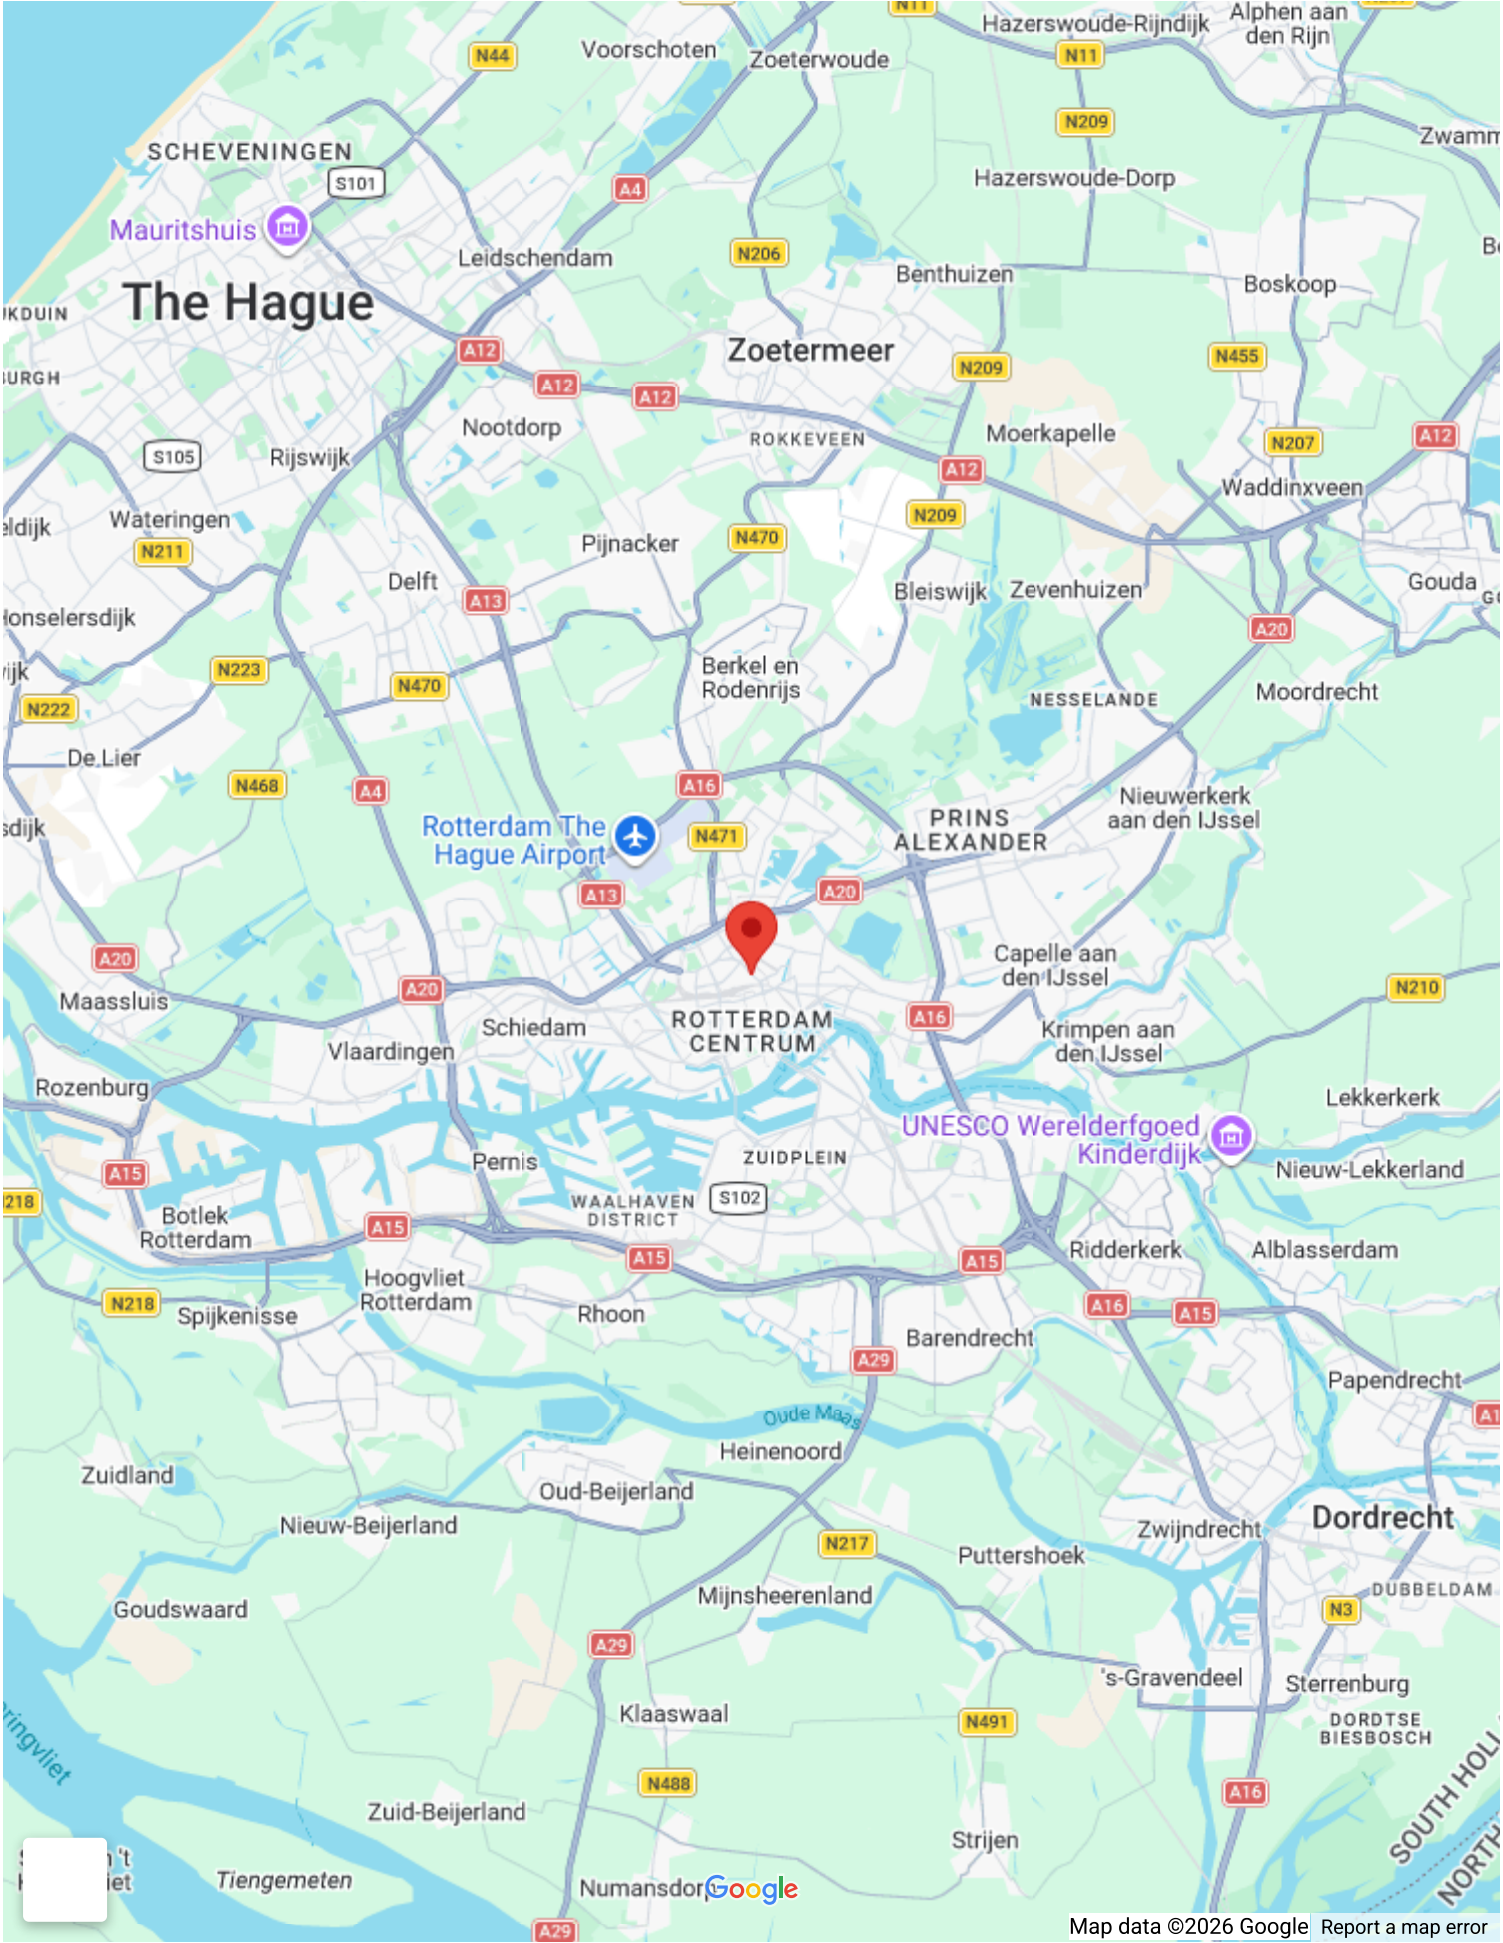 N11
Hazerswoude-Rijndijk
Alphen aan
den Rijn
N44
Voorschoten
Zoeterwoude
N11
N209
SCHEVENINGEN
S101
A4
Hazerswoude-Dorp
Mauritshuis
Leidschendam
N206
Benthuizen
Boskoop
The Hague
A12
Zoetermeer
N209
N455
A12
A12
Nootdorp
ROKKEVEEN
Moerkapelle
N207
A12
S105
Rijswijk
A12
Waddinxveen
Wateringen
N209
N211
Pijnacker
N470
Delft
A13
Bleiswijk
Zevenhuizen
Gouda
A20
N223
Berkel en
Rodenrijs
N470
NESSELANDE
Moordrecht
N222
De Lier
N468
A4
A16
Nieuwerkerk
aan den IJssel
Rotterdam The
Hague Airport
N471
PRINS
ALEXANDER
A13
A20
A20
Capelle aan
den IJssel
Maassluis
A20
N210
Schiedam
ROTTERDAM
CENTRUM
A16
Krimpen aan
den IJssel
Vlaardingen
Rozenburg
Lekkerkerk
UNESCO Werelderfgoed
Kinderdijk
A15
Pernis
ZUIDPLEIN
Nieuw-Lekkerland
218
WAALHAVEN
DISTRICT
S102
Botlek
Rotterdam
A15
A15
A15
Ridderkerk
Alblasserdam
Hoogvliet
Rotterdam
N218
Spijkenisse
Rhoon
A16
A15
Barendrecht
A29
Papendrecht
A1
Oude Maas
Heinenoord
Zuidland
Oud-Beijerland
Nieuw-Beijerland
Dordrecht
Zwijndrecht
N217
Puttershoek
Mijnsheerenland
DUBBELDAM
Goudswaard
N3
A29
's-Gravendeel
Sterrenburg
Klaaswaal
N491
DORDTSE
BIESBOSCH
N488
A16
Zuid-Beijerland
Strijen
Tiengemeten
Numansdorp
Google
A29
Map data ©2026 Google
Report a map error